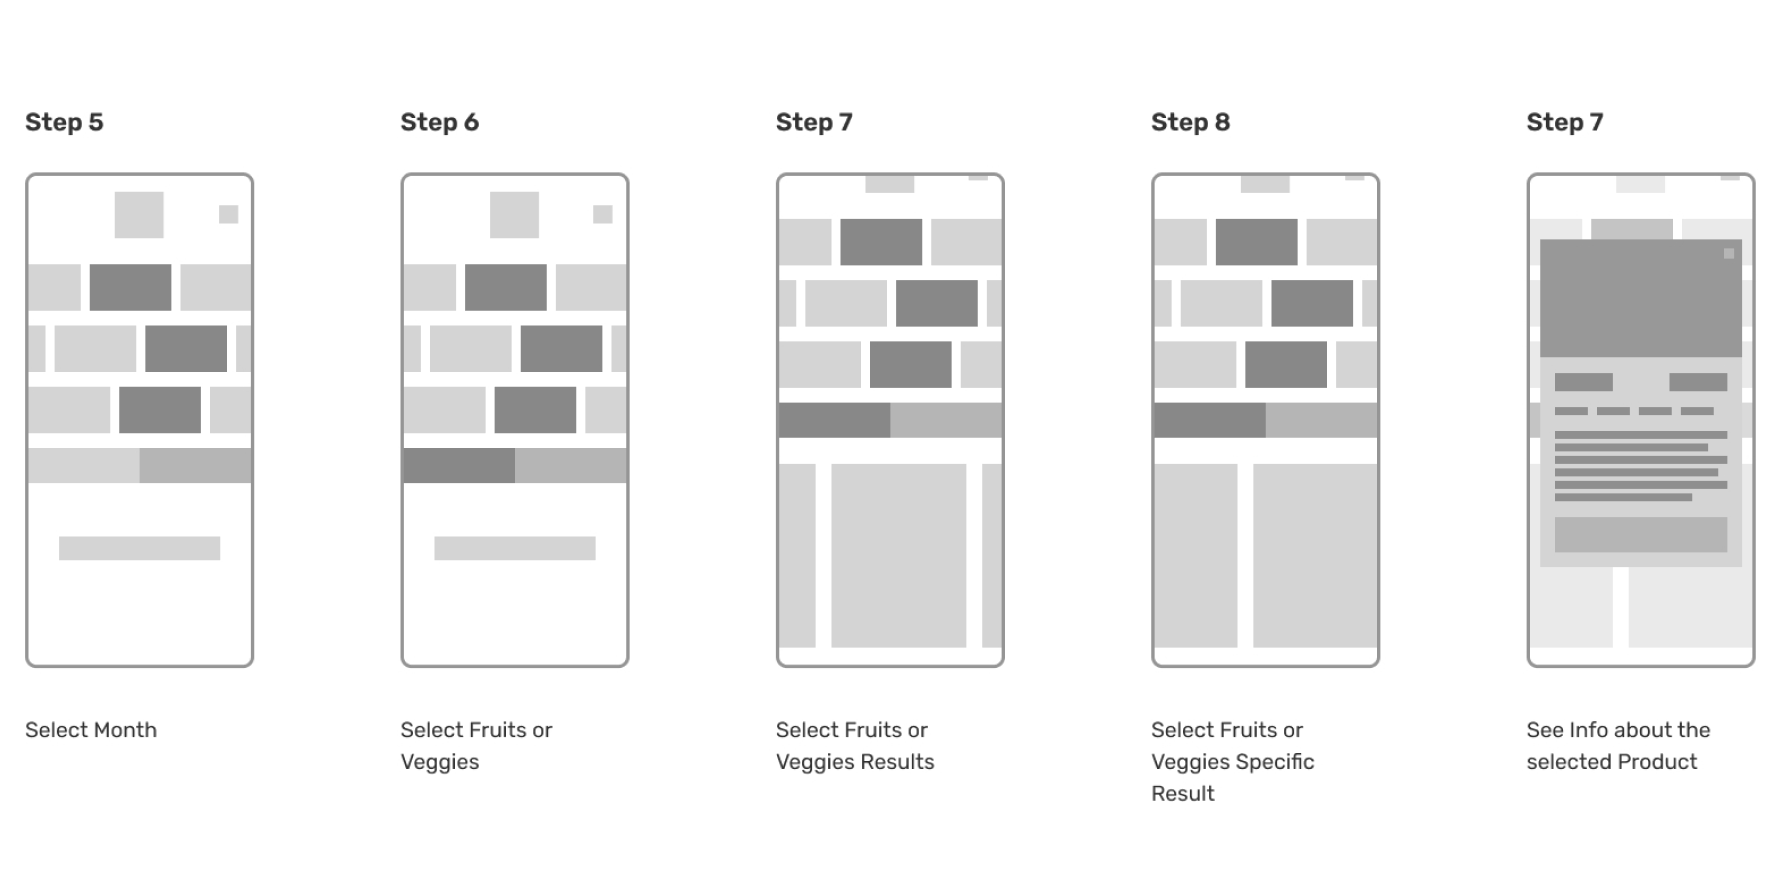 Step 5
Step 6
Step 7
Step 8
Step 7
Select Month
Select Fruits or
Veggies
Select Fruits or
Veggies Results
Select Fruits or
Veggies Specific
Result
See Info about the
selected Product